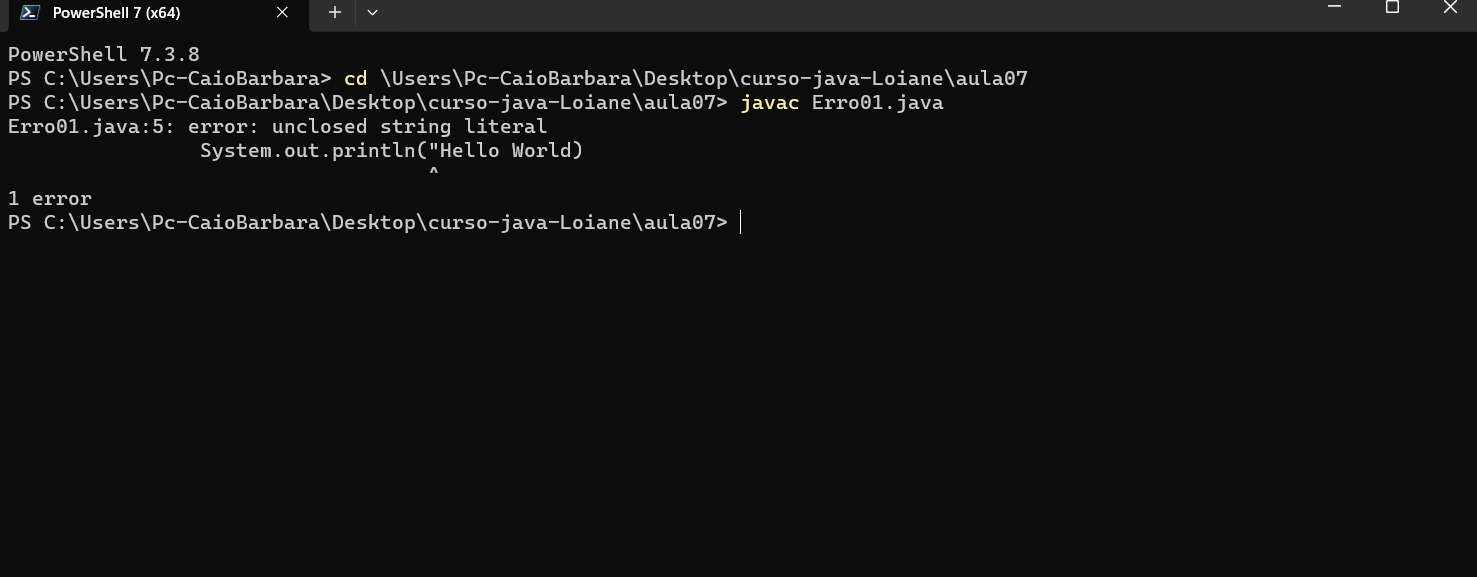 PowerShell 7 (x64)
PowerShell 7.3.8
PS C:\Users\Pc-CaioBarbara> cd \Users\Pc-CaioBarbara\Desktop\curso-java-Loiane\aula07
PS C:\Users\Pc-CaioBarbara\Desktop\curso-java-Loiane\aula07> javac Erro01.java
Erro01.java:5: error: unclosed string literal
                System.out.println("Hello World)
                                   ^
1 error
PS C:\Users\Pc-CaioBarbara\Desktop\curso-java-Loiane\aula07>